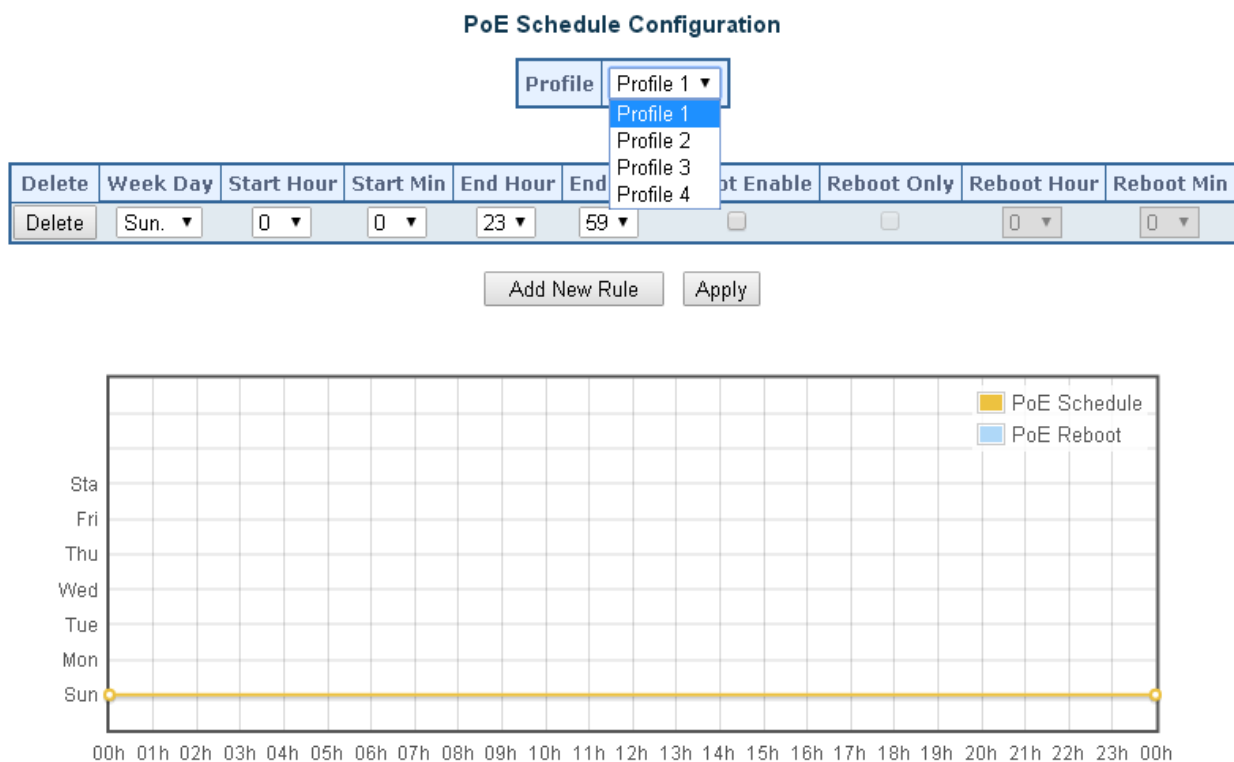 PoE Schedule Configuration
Profile Profile 1
Profile 1
Profile 2
Profile 3
Profile 4
Delete Week Day Start Hour Start Min End Hour End ot Enable Reboot Only Reboot Hour Reboot Min
Delete Sun. 0 0 23 59 0 0
Add New Rule Apply
PoE Schedule
PoE Reboot
Sta
Fri
Thu
Wed
Tue
Mon
Sun
00h 01h 02h 03h 04h 05h 06h 07h 08h 09h 10h 11h 12h 13h 14h 15h 16h 17h 18h 19h 20h 21h 22h 23h 00h